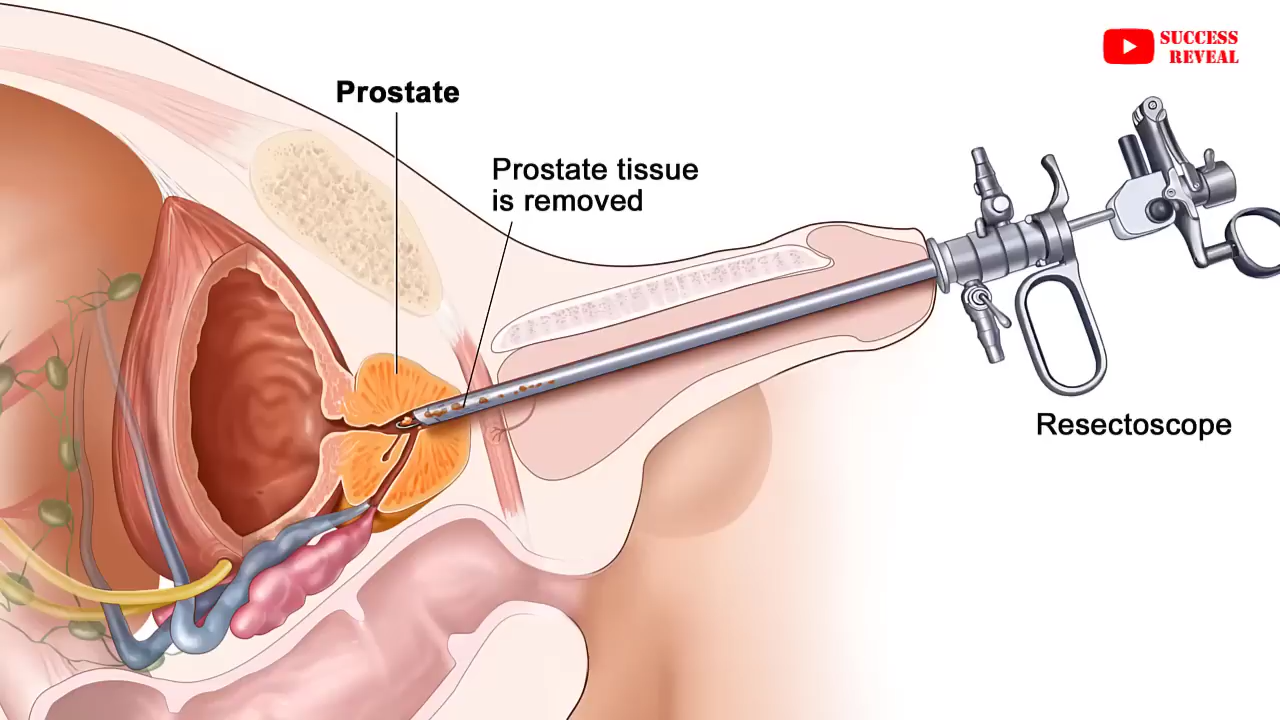 SUCCESS
REVEAL
Prostate
Prostate tissue
is removed
Resectoscope